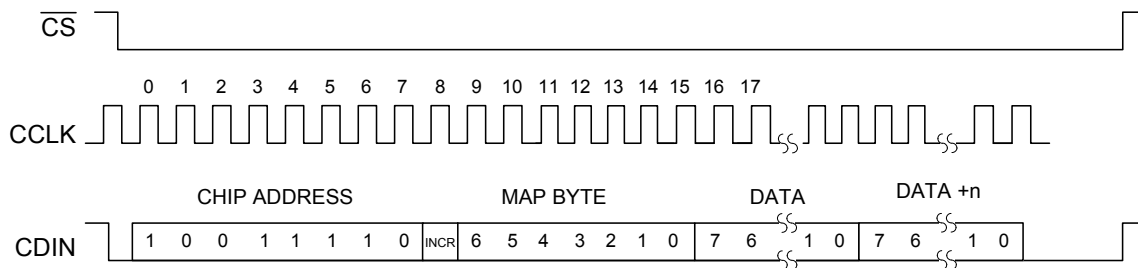 CS
0 1 2 3 4 5 6 7 8 9 10 11 12 13 14 15 16 17
CCLK
CHIP ADDRESS MAP BYTE DATA DATA +n
CDIN 1 0 0 1 1 1 1 0 INCR 6 5 4 3 2 1 0 7 6 1 0 7 6 1 0